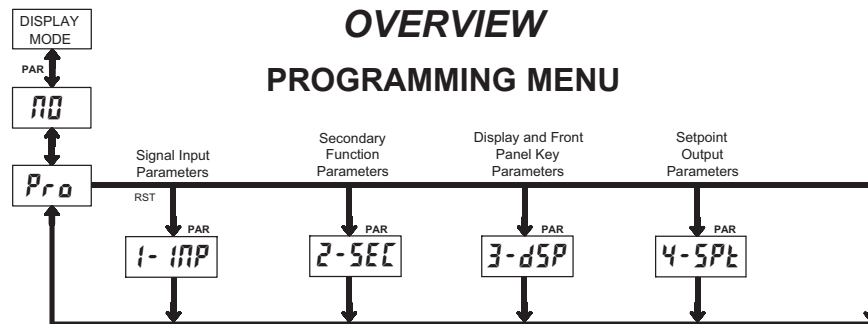 OVERVIEW
PROGRAMMING MENU
DISPLAY
MODE
PAR
NO
Pro
Signal Input
Parameters
RST
PAR
1-INP
Secondary
Function
Parameters
PAR
2-SEC
Display and Front
Panel Key
Parameters
PAR
3-dSP
Setpoint
Output
Parameters
PAR
4-SPt